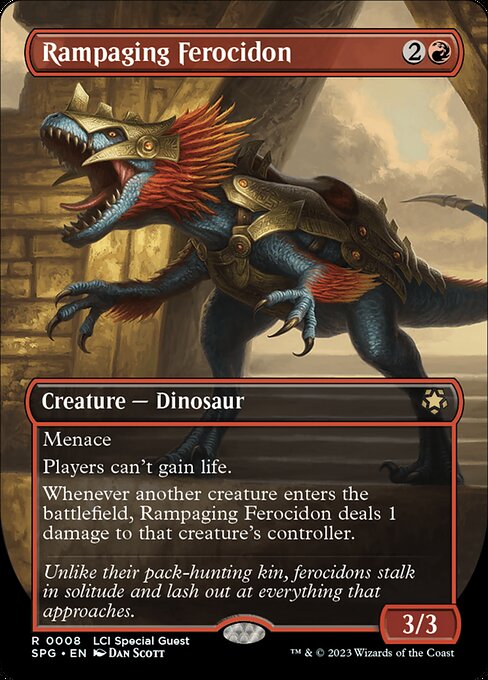 Rampaging Ferocidon 2
Creature — Dinosaur
Menace
Players can't gain life.
Whenever another creature enters the
battlefield, Rampaging Ferocidon deals 1
damage to that creature's controller.
Unlike their pack-hunting kin, ferocidons stalk
in solitude and lash out at everything that
approaches.
3/3
R 0008 LCI Special Guest
SPG • EN Dan Scott ™ & © 2023 Wizards of the Coast